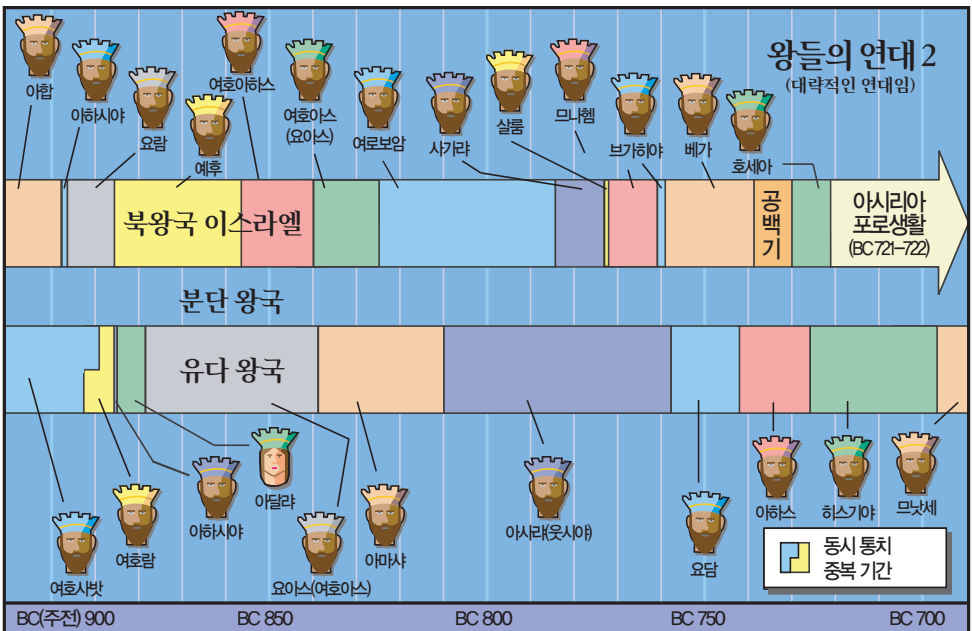 왕들의 연대 2
(대략적인 연대임)
아합
아하시야
요람
예후
여호아하스
여호아스
(요아스)
여로보암
사가랴
살룸
므나헴
브가히야
베가
호세아
북왕국 이스라엘
공
백
기
아시리아
포로생활
(BC 721–722)
분단 왕국
유다 왕국
여호사밧
여호람
아하시야
아달랴
요아스(여호아스)
아마샤
아사랴(웃시야)
요담
아하스
히스기야
므낫세
동시 통치
중복 기간
BC(주전) 900
BC 850
BC 800
BC 750
BC 700